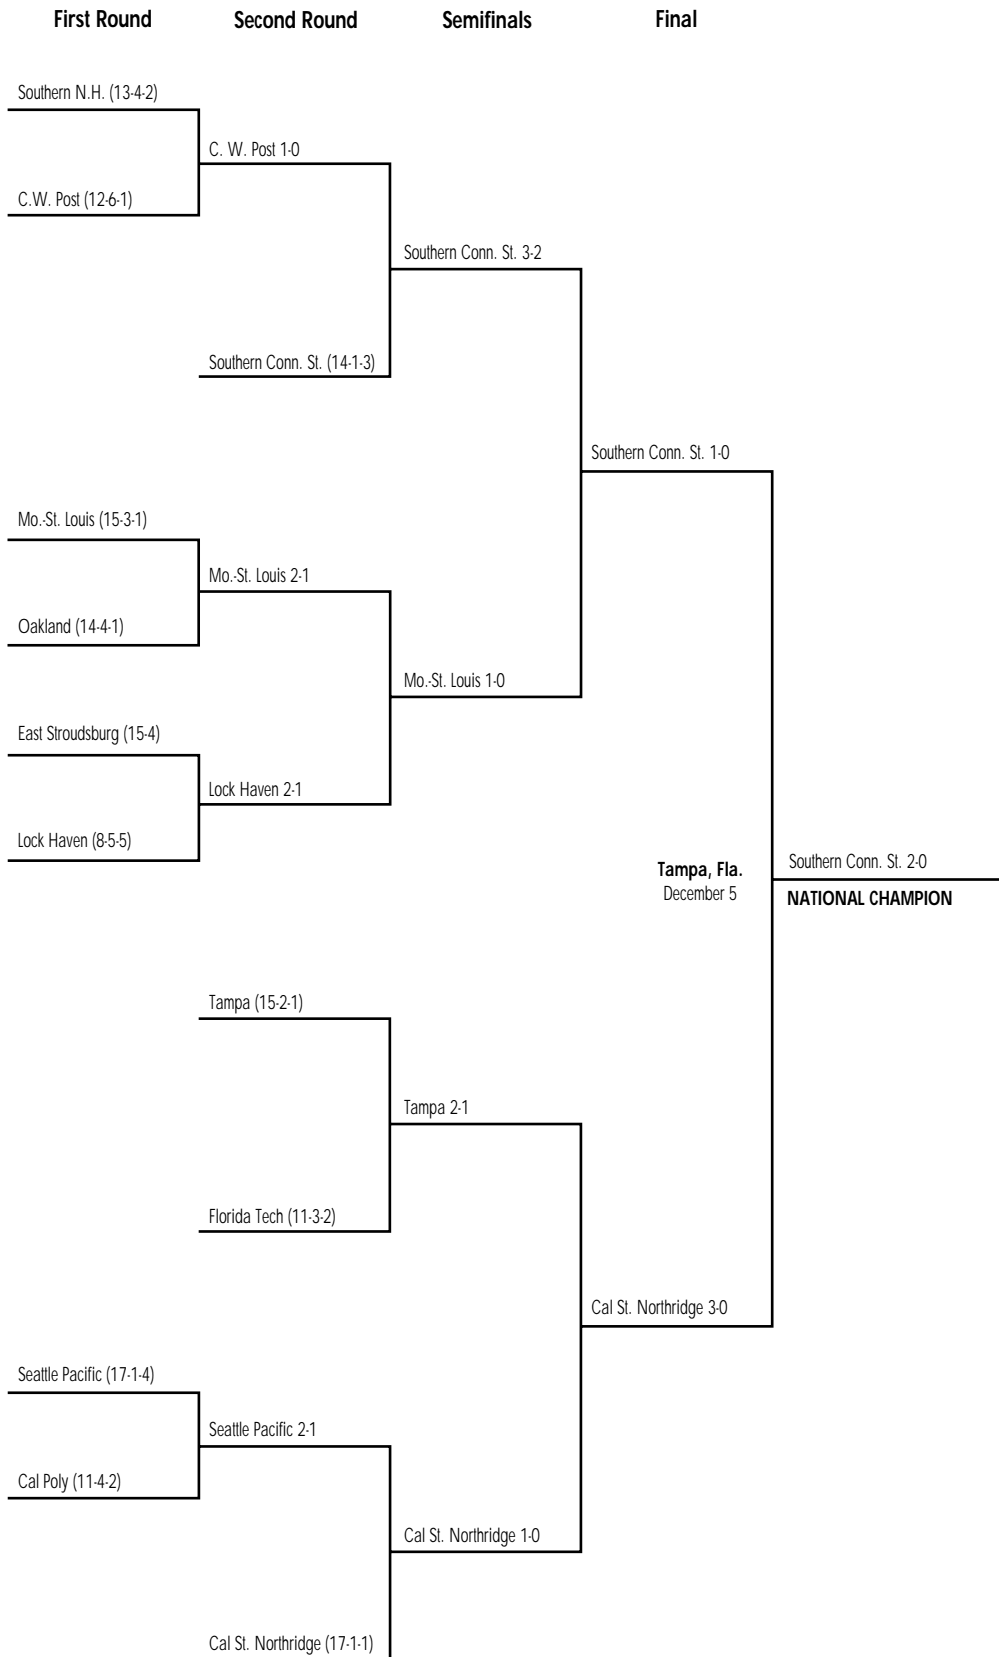 First Round
Second Round
Semifinals
Final
Southern N.H. (13-4-2)
C. W. Post 1-0
C.W. Post (12-6-1)
Southern Conn. St. 3-2
Southern Conn. St. (14-1-3)
Southern Conn. St. 1-0
Mo.-St. Louis (15-3-1)
Mo.-St. Louis 2-1
Oakland (14-4-1)
Mo.-St. Louis 1-0
East Stroudsburg (15-4)
Lock Haven 2-1
Lock Haven (8-5-5)
Tampa, Fla.
December 5
Southern Conn. St. 2-0
NATIONAL CHAMPION
Tampa (15-2-1)
Tampa 2-1
Florida Tech (11-3-2)
Cal St. Northridge 3-0
Seattle Pacific (17-1-4)
Seattle Pacific 2-1
Cal Poly (11-4-2)
Cal St. Northridge 1-0
Cal St. Northridge (17-1-1)